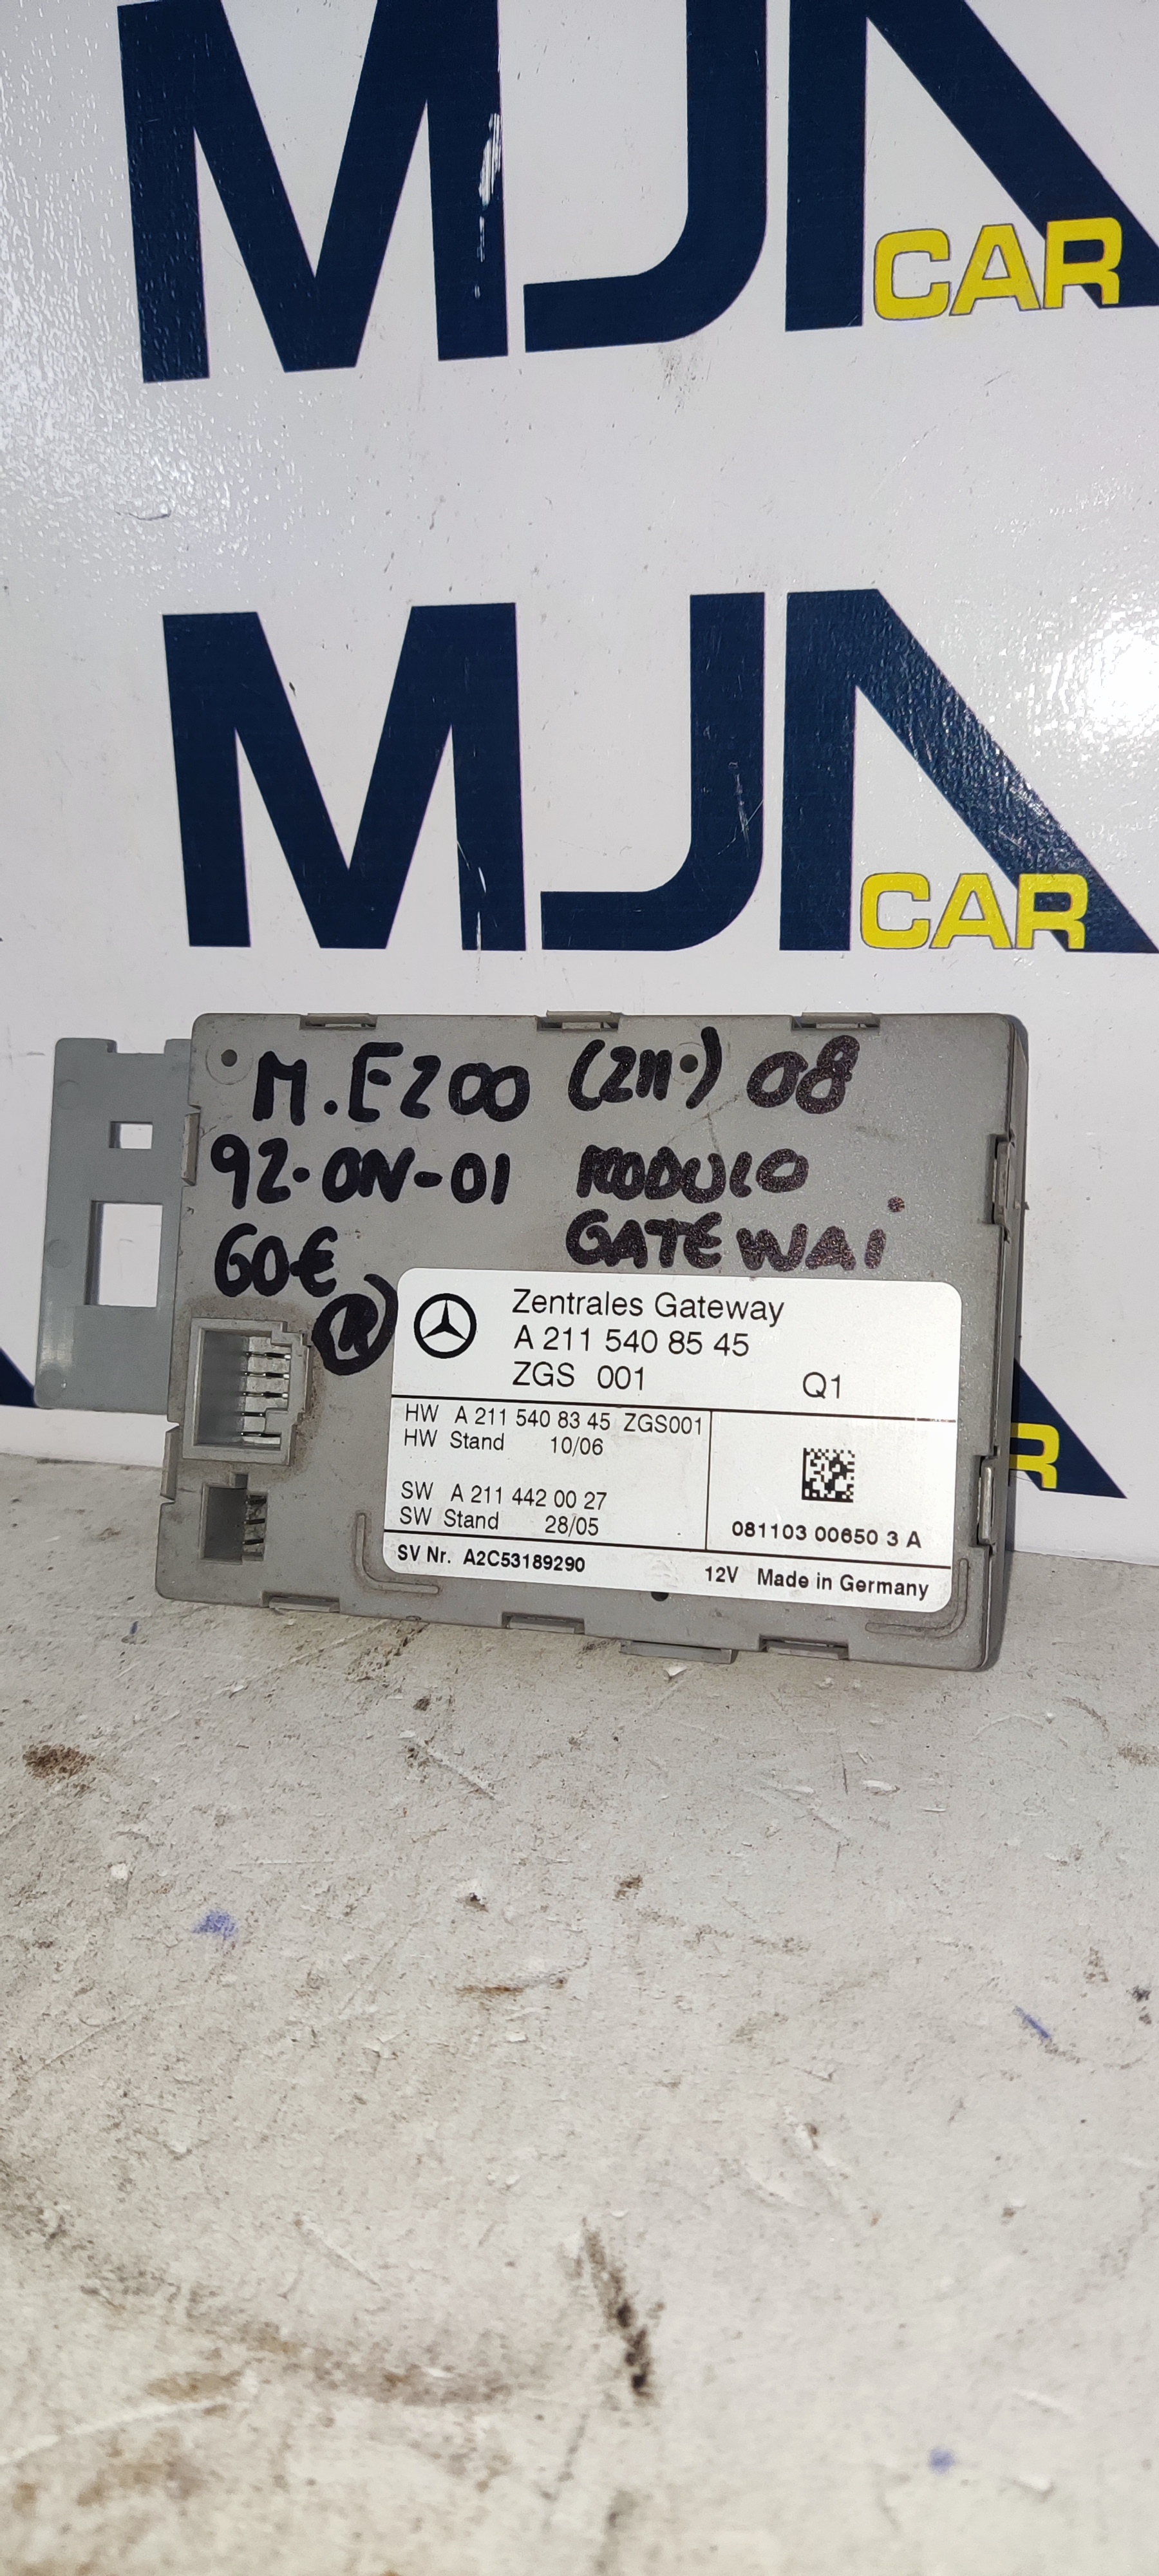 MJA
CAR
MJA
CAR
M.E200 (211.) 08
92-0N-01 MODULO
60€ GATEWAI
Zentrales Gateway
A 211 540 85 45
ZGS 001 Q1
HW A 211 540 83 45 ZGS001
HW Stand 10/06
SW A 211 442 00 27
SW Stand 28/05
081103 00650 3 A
SV Nr. A2C53189290 12V Made in Germany
R